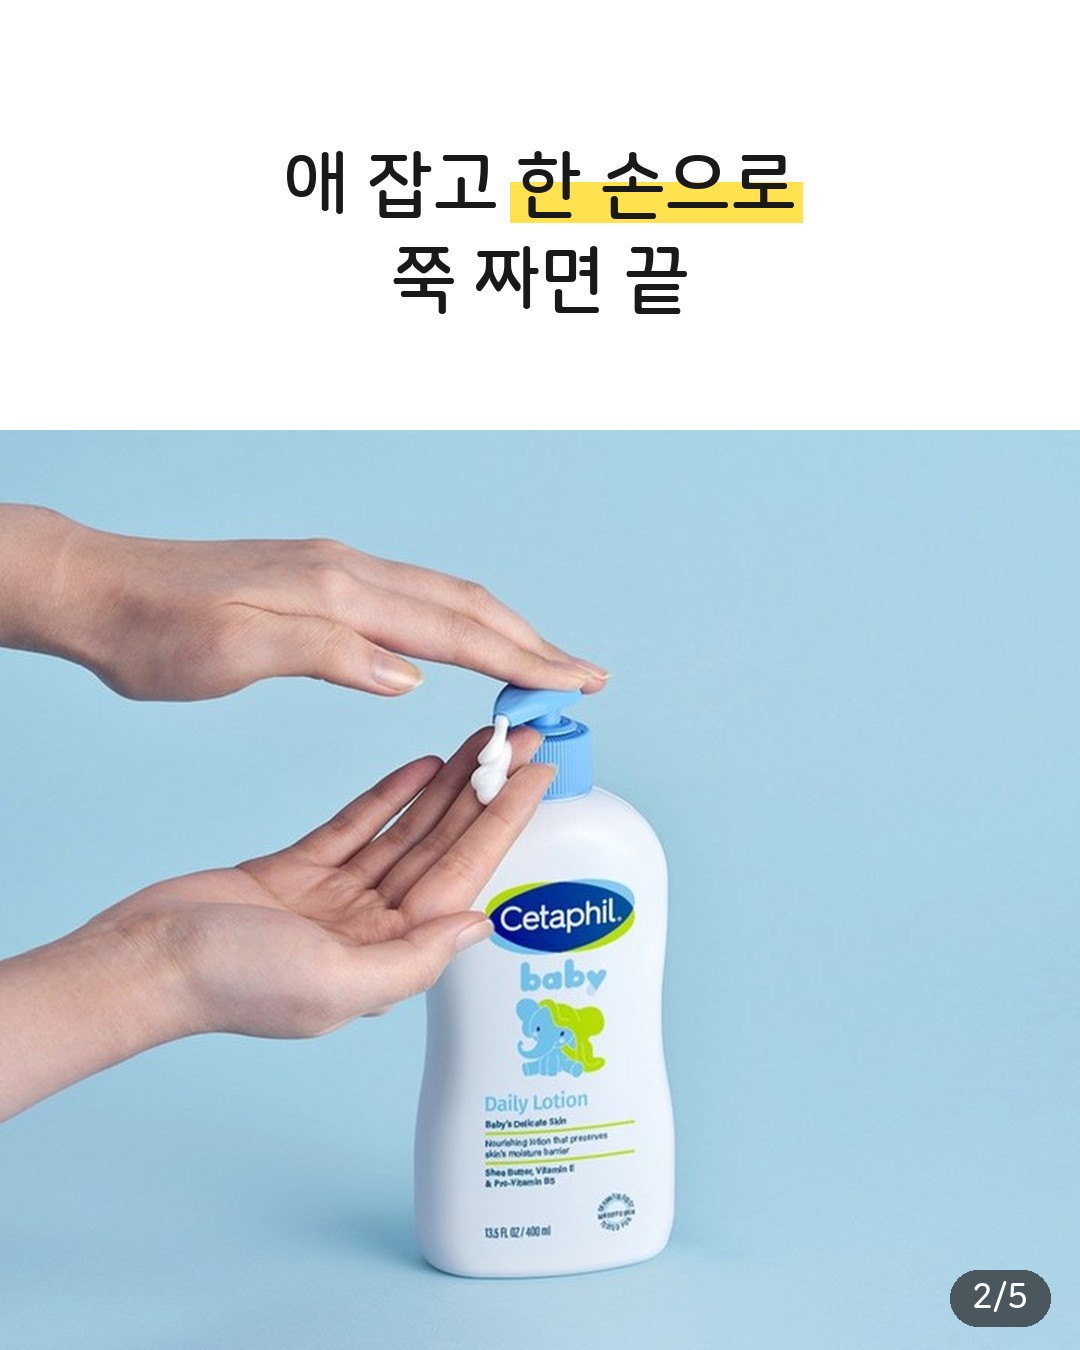 애 잡고 한 손으로
쭉 짜면 끝
Cetaphil
baby
Daily Lotion
Baby's Delicate Skin
Nourishing lotion that preserves
skin's moisture barrier
Shea Butter, Vitamin E
& Pro-Vitamin B5
13.5 FL OZ / 400 ml
2/5